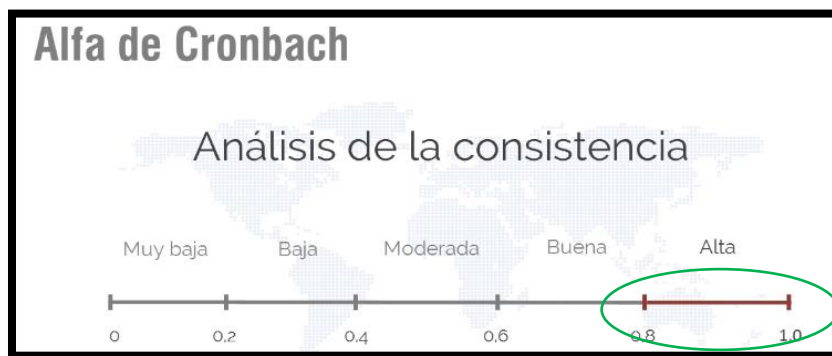 Alfa de Cronbach
Análisis de la consistencia
Muy baja Baja Moderada Buena Alta
0 0.2 0.4 0.6 0.8 1.0